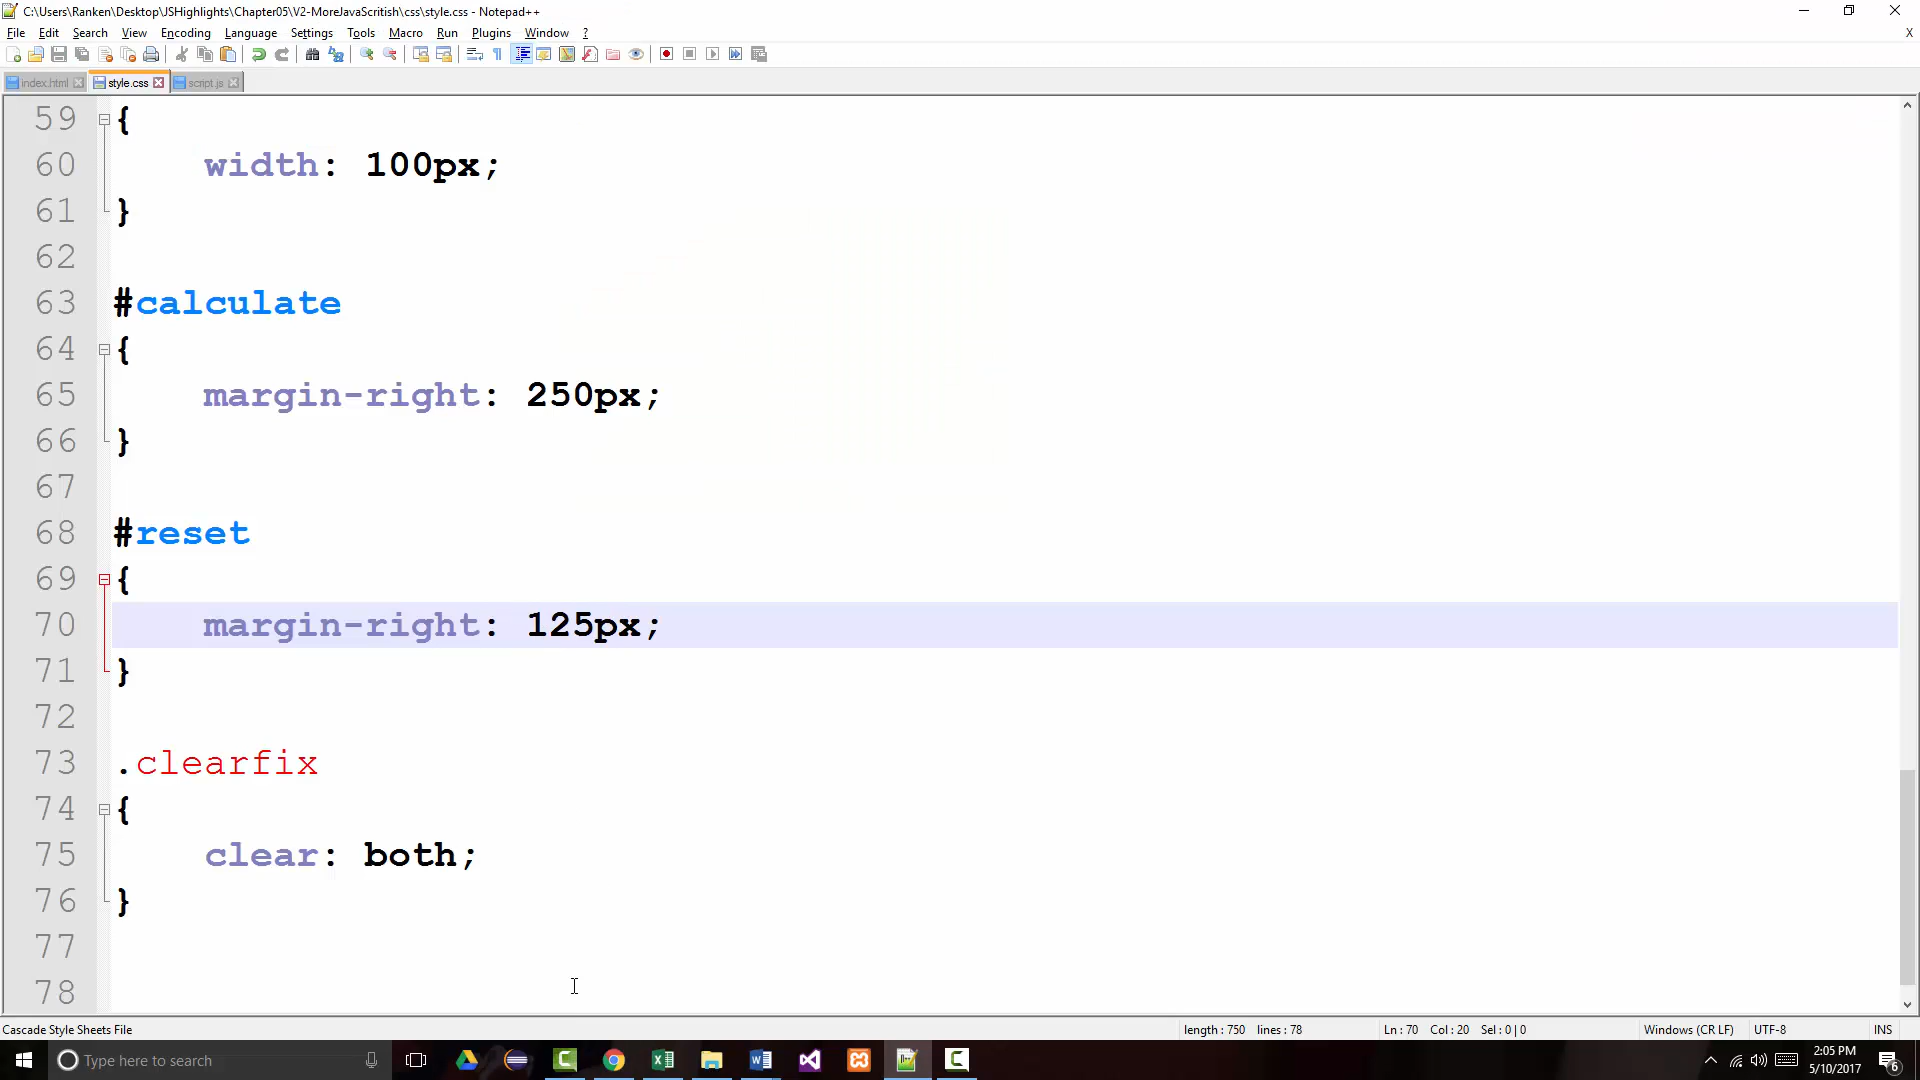 C:\Users\Ranken\Desktop\JSHighlights\Chapter05\V2-MoreJavaScritish\css\style.css - Notepad++
File Edit Search View Encoding Language Settings Tools Macro Run Plugins Window ? X
index.html style.css script.js
59 {
60 width: 100px;
61 }
62
63 #calculate
64 {
65 margin-right: 250px;
66 }
67
68 #reset
69 {
70 margin-right: 125px;
71 }
72
73 .clearfix
74 {
75 clear: both;
76 }
77
78
Cascade Style Sheets File length : 750 lines : 78 Ln : 70 Col : 20 Sel : 0 | 0 Windows (CR LF) UTF-8 INS
Type here to search
2:05 PM
5/10/2017
6